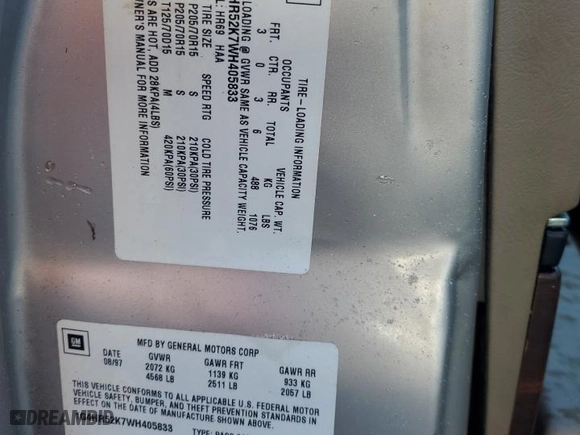 TIRE-LOADING INFORMATION
OCCUPANTS VEHICLE CAP. WT.
FRT. CTR. RR. TOTAL KG LBS
3 0 3 6 488 1076
LOADING @ GVWR SAME AS VEHICLE CAPACITY WEIGHT.
HR52K7WH405833
: HR69 HAA
TIRE SIZE SPEED RTG COLD TIRE PRESSURE
P205/70R15 S 210KPA(30PSI)
P205/70R15 S 210KPA(30PSI)
T125/70D15 M 420KPA(60PSI)
S ARE HOT, ADD 28KPA(4LBS)
NER'S MANUAL FOR MORE INFORMATION
GM
MFD BY GENERAL MOTORS CORP
08/97 GVWR GAWR FRT GAWR RR
2072 KG 1139 KG 933 KG
4568 LB 2511 LB 2057 LB
THIS VEHICLE CONFORMS TO ALL APPLICABLE U.S. FEDERAL MOTOR
VEHICLE SAFETY, BUMPER, AND THEFT PREVENTION STANDARDS IN
EFFECT ON THE DATE OF MANUFACTURE SHOWN ABOVE.
52K7WH405833
DREAMBID